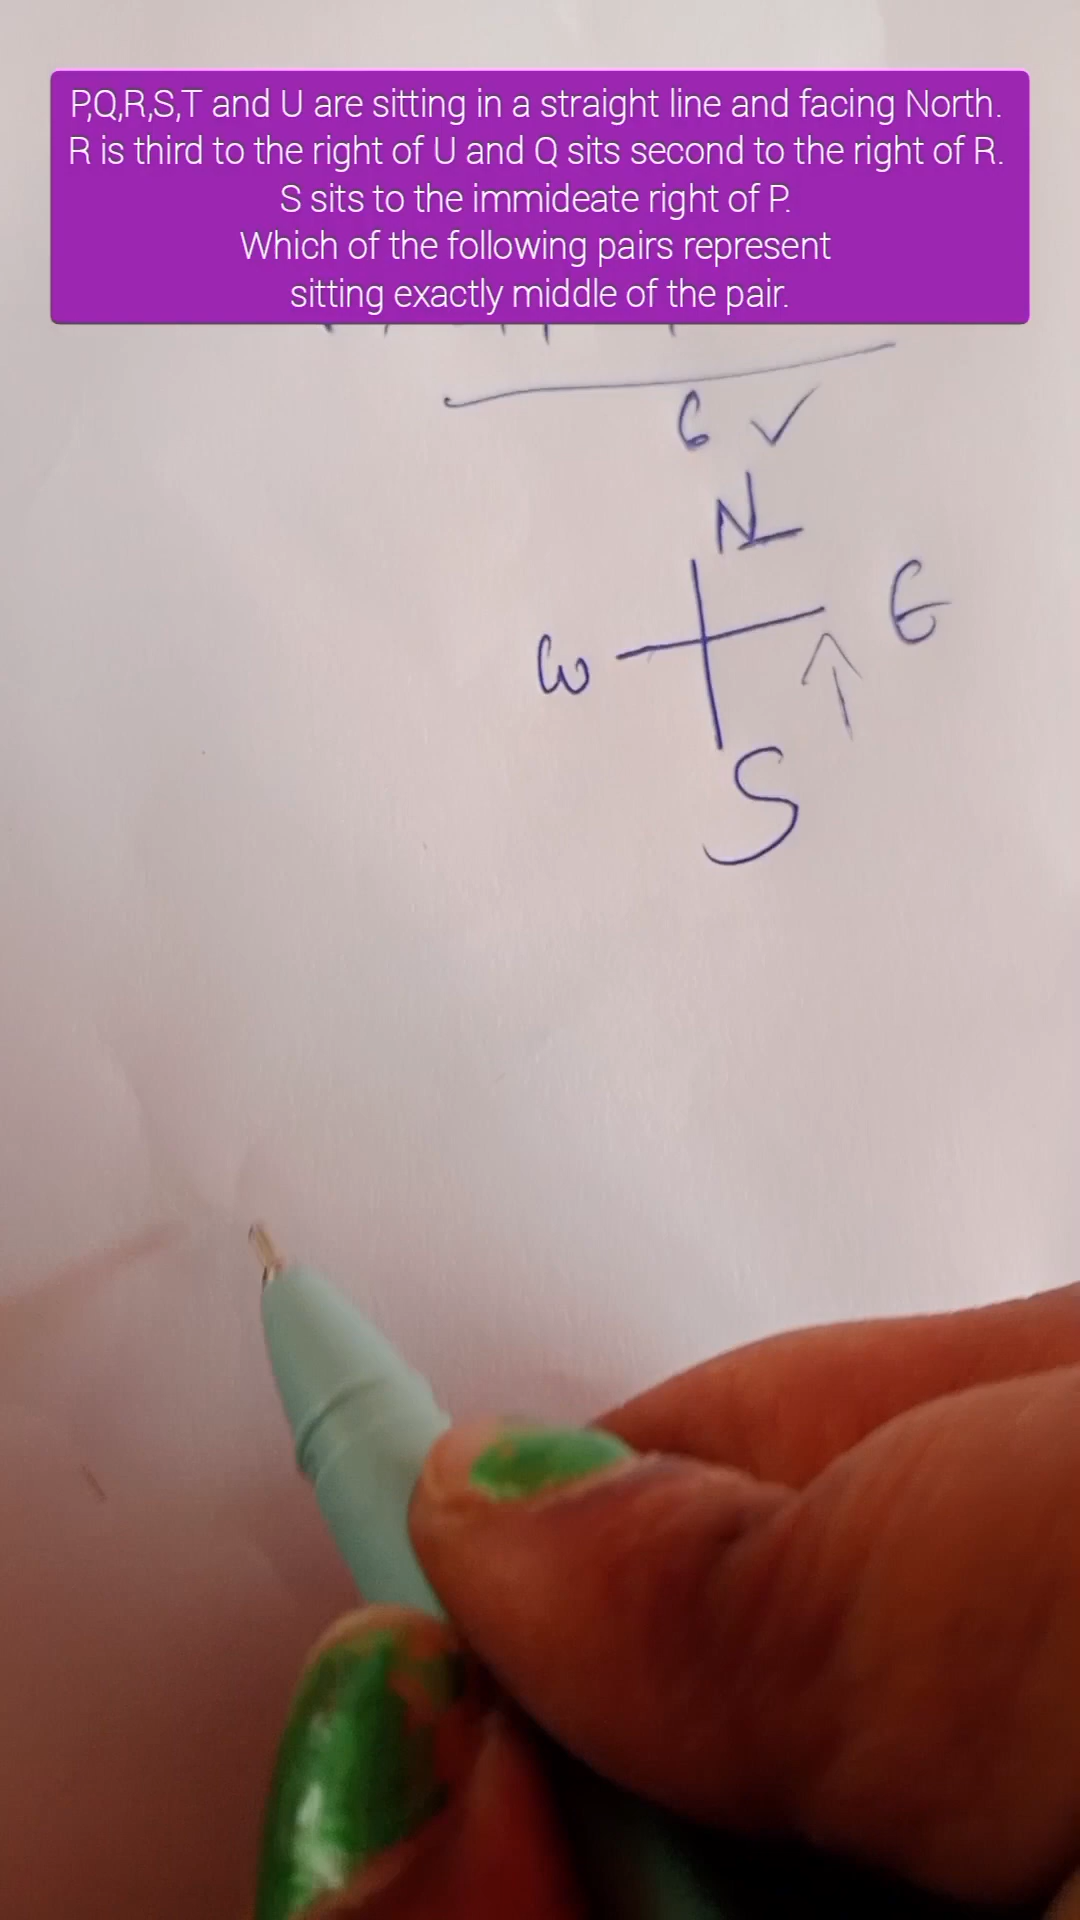 P,Q,R,S,T and U are sitting in a straight line and facing North.
R is third to the right of U and Q sits second to the right of R.
S sits to the immideate right of P.
Which of the following pairs represent
sitting exactly middle of the pair.
6 ✓
N
E
W
S